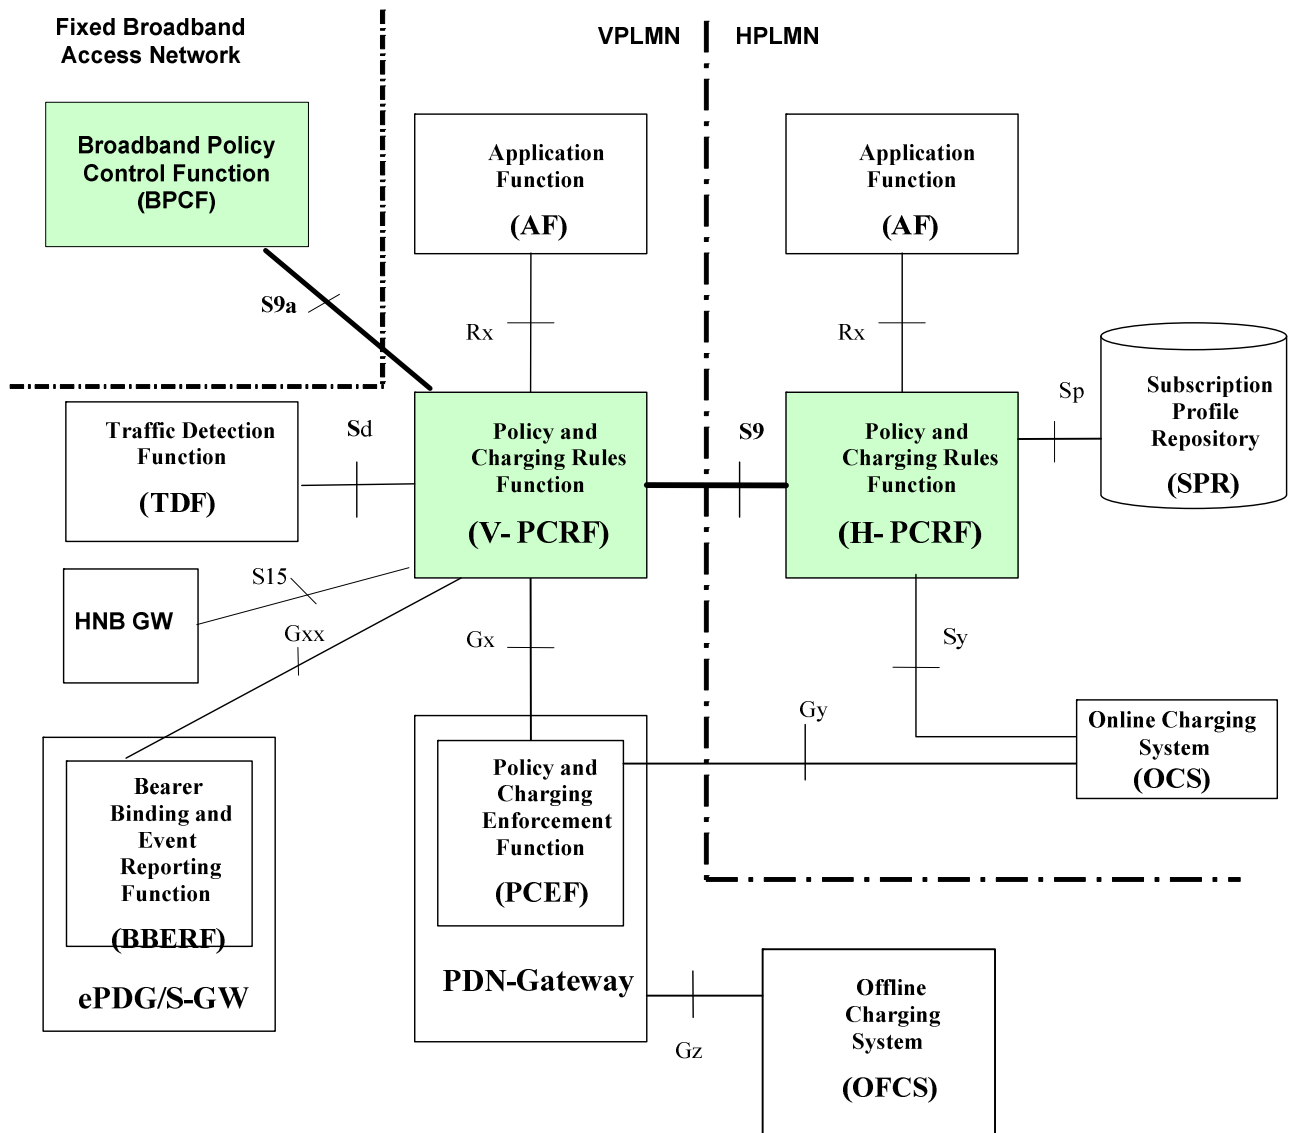 Fixed Broadband
Access Network
VPLMN
HPLMN
Broadband Policy
Control Function
(BPCF)
Application
Function
(AF)
Application
Function
(AF)
S9a
Rx
Rx
Subscription
Profile
Repository
(SPR)
Sp
Traffic Detection
Function
(TDF)
Sd
Policy and
Charging Rules
Function
(V- PCRF)
S9
Policy and
Charging Rules
Function
(H- PCRF)
HNB GW
S15
Gxx
Gx
Sy
Gy
Online Charging
System
(OCS)
Bearer
Binding and
Event
Reporting
Function
(BBERF)
ePDG/S-GW
Policy and
Charging
Enforcement
Function
(PCEF)
PDN-Gateway
Gz
Offline
Charging
System
(OFCS)